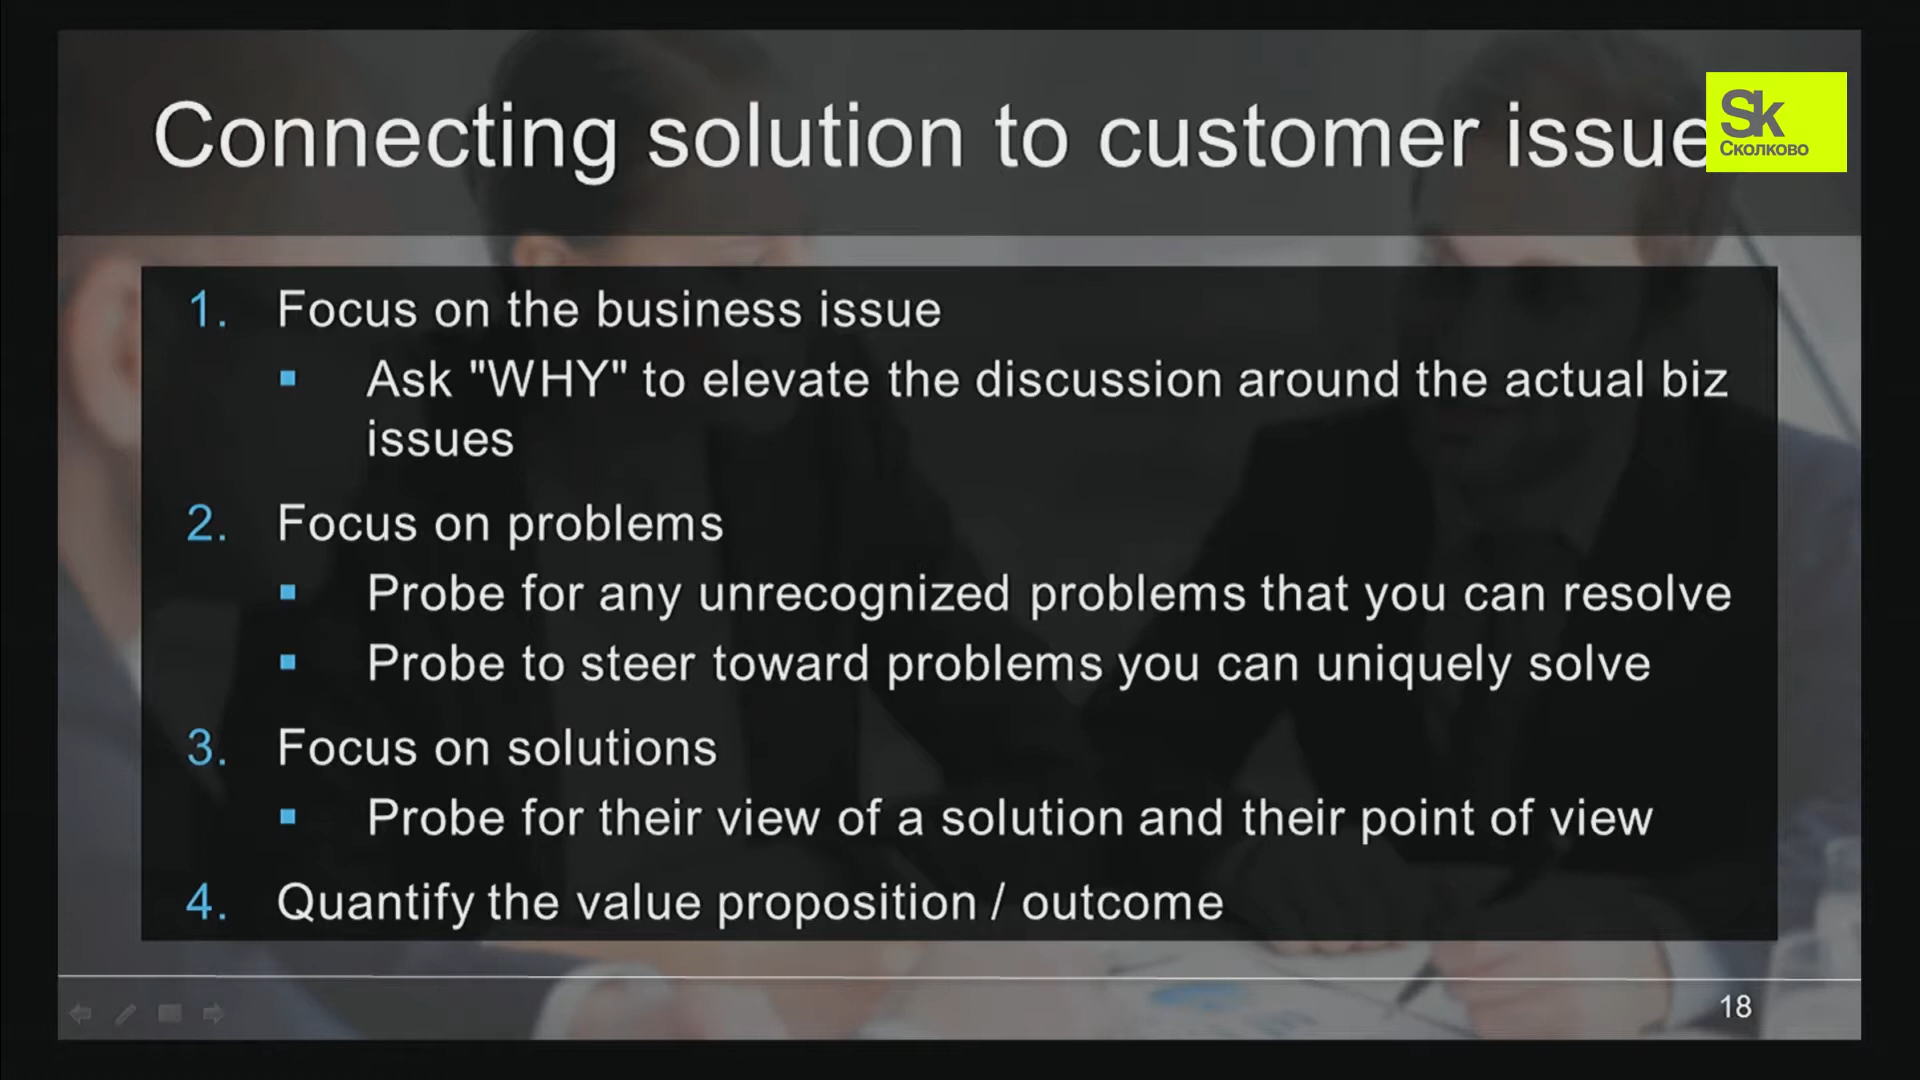 Connecting solution to customer issue
Sk
Сколково
1. Focus on the business issue
▪ Ask "WHY" to elevate the discussion around the actual biz
issues
2. Focus on problems
▪ Probe for any unrecognized problems that you can resolve
▪ Probe to steer toward problems you can uniquely solve
3. Focus on solutions
▪ Probe for their view of a solution and their point of view
4. Quantify the value proposition / outcome
18